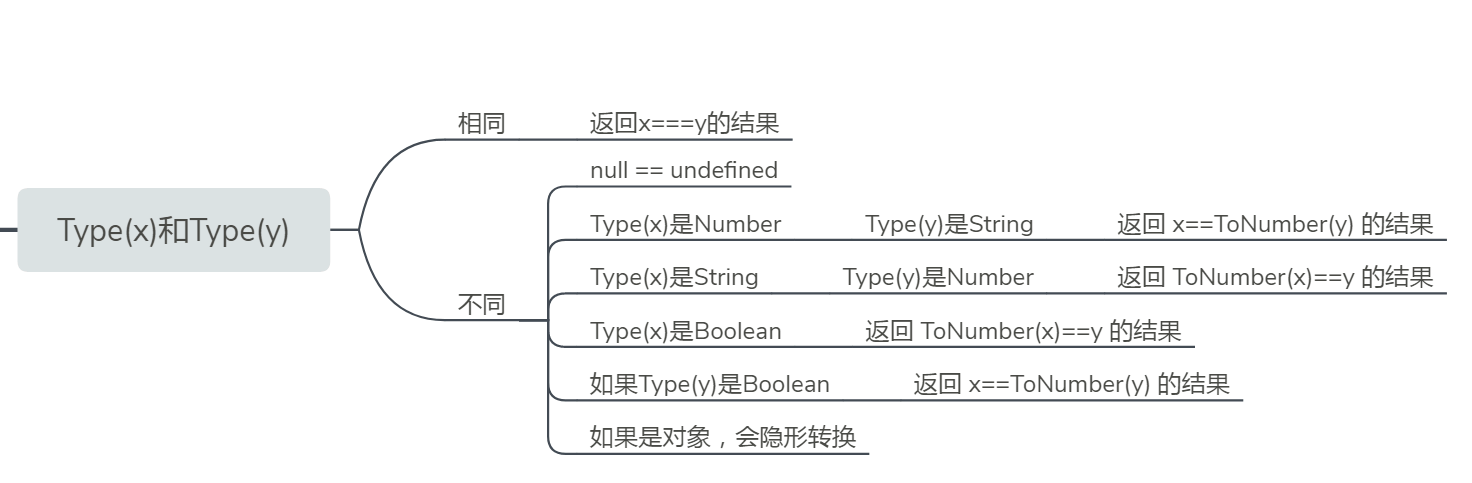 Type(x)和Type(y)
相同
返回x===y的结果
不同
null == undefined
Type(x)是Number Type(y)是String 返回 x==ToNumber(y) 的结果
Type(x)是String Type(y)是Number 返回 ToNumber(x)==y 的结果
Type(x)是Boolean 返回 ToNumber(x)==y 的结果
如果Type(y)是Boolean 返回 x==ToNumber(y) 的结果
如果是对象，会隐形转换